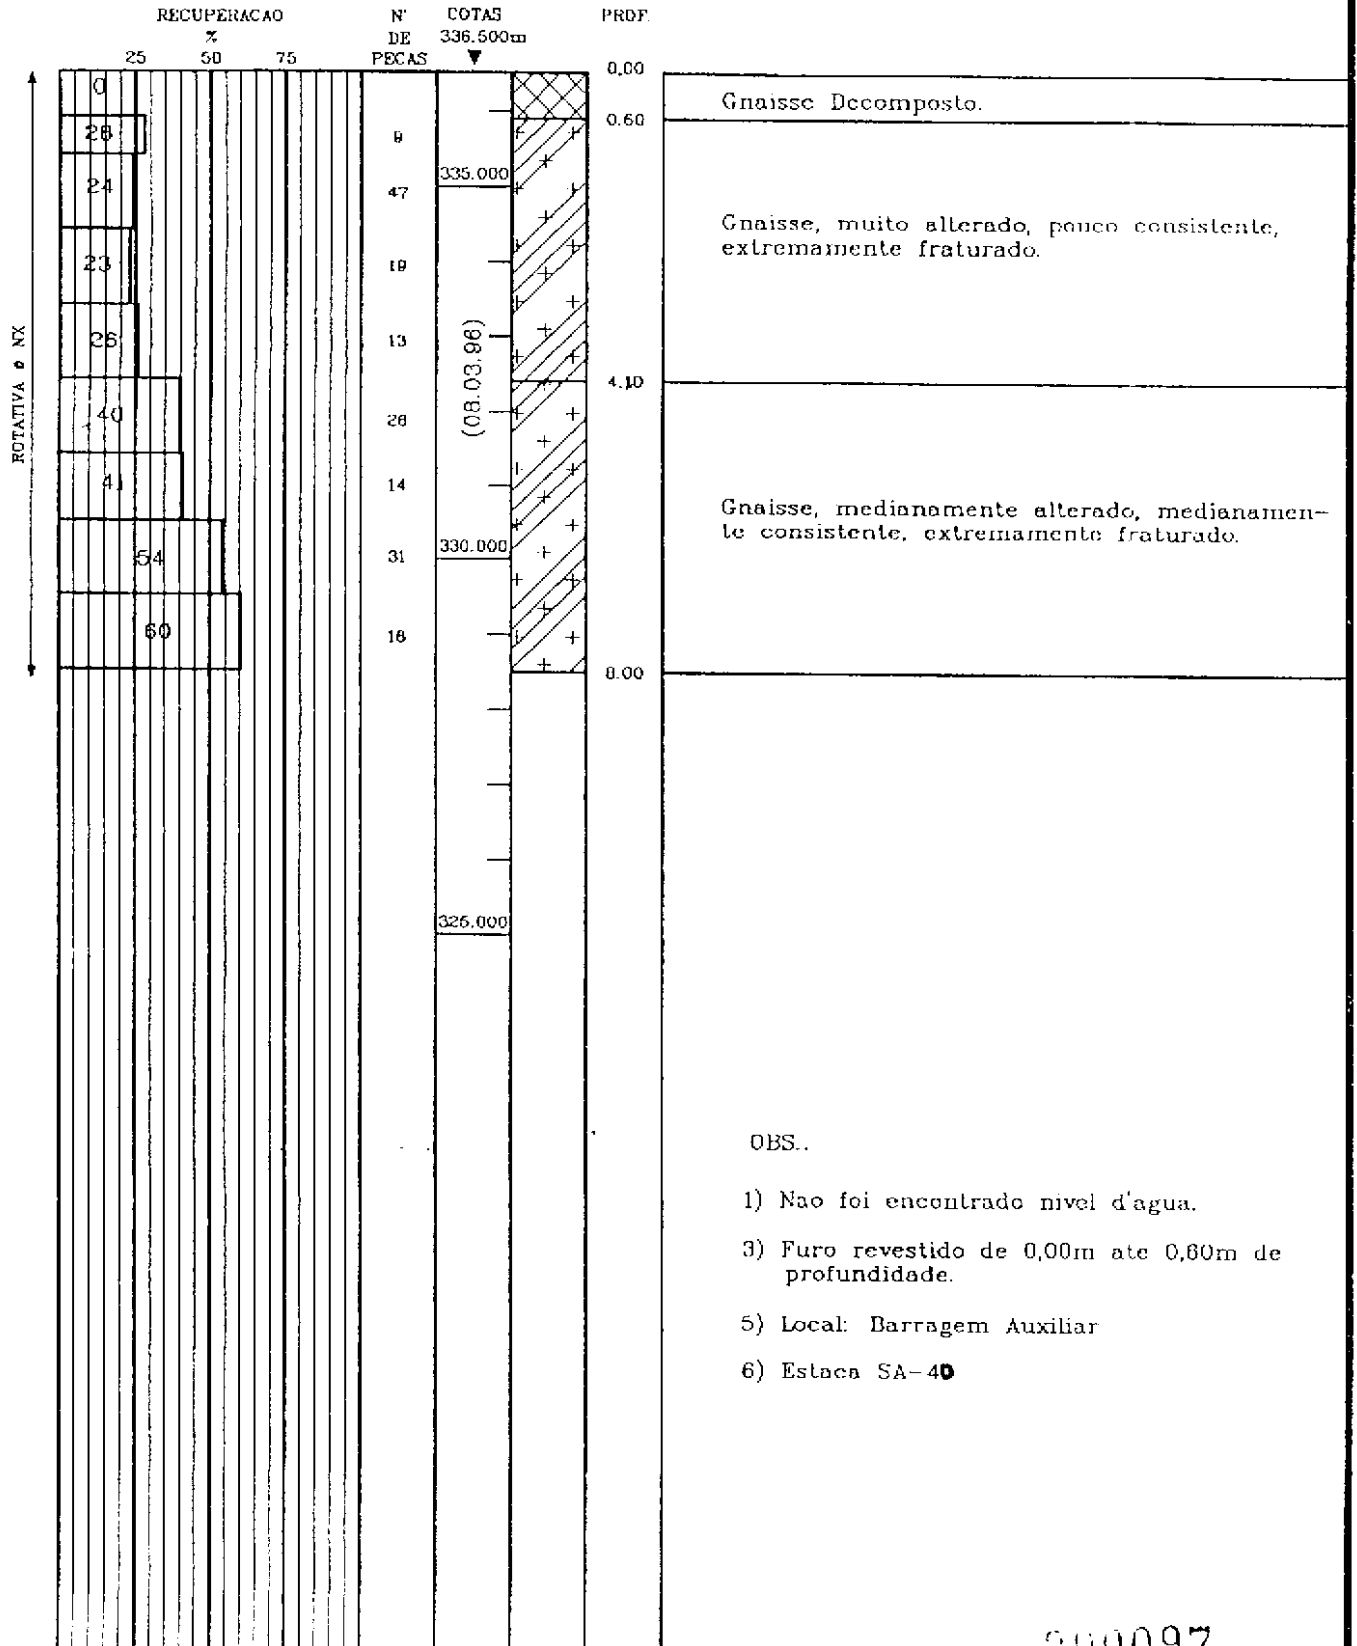 RECUPERACAO
%
25 50 75
N'
DE
PECAS
COTAS
336.500m
PROF.
0,00
0
Gnaisse Decomposto.
0.60
28
335.000
24
47
Gnaisse, muito alterado, pouco consistente,
extremamente fraturado.
23
19
13
(08.03.96)
ROTATIVA ø NX
4.10
40
41
14
Gnaisse, medianamente alterado, medianamen-
te consistente, extremamente fraturado.
54
31
330.000
60
8.00
325.000
OBS.:
1) Nao foi encontrado nivel d'agua.
3) Furo revestido de 0,00m ate 0,60m de
profundidade.
5) Local: Barragem Auxiliar
6) Estaca SA-40